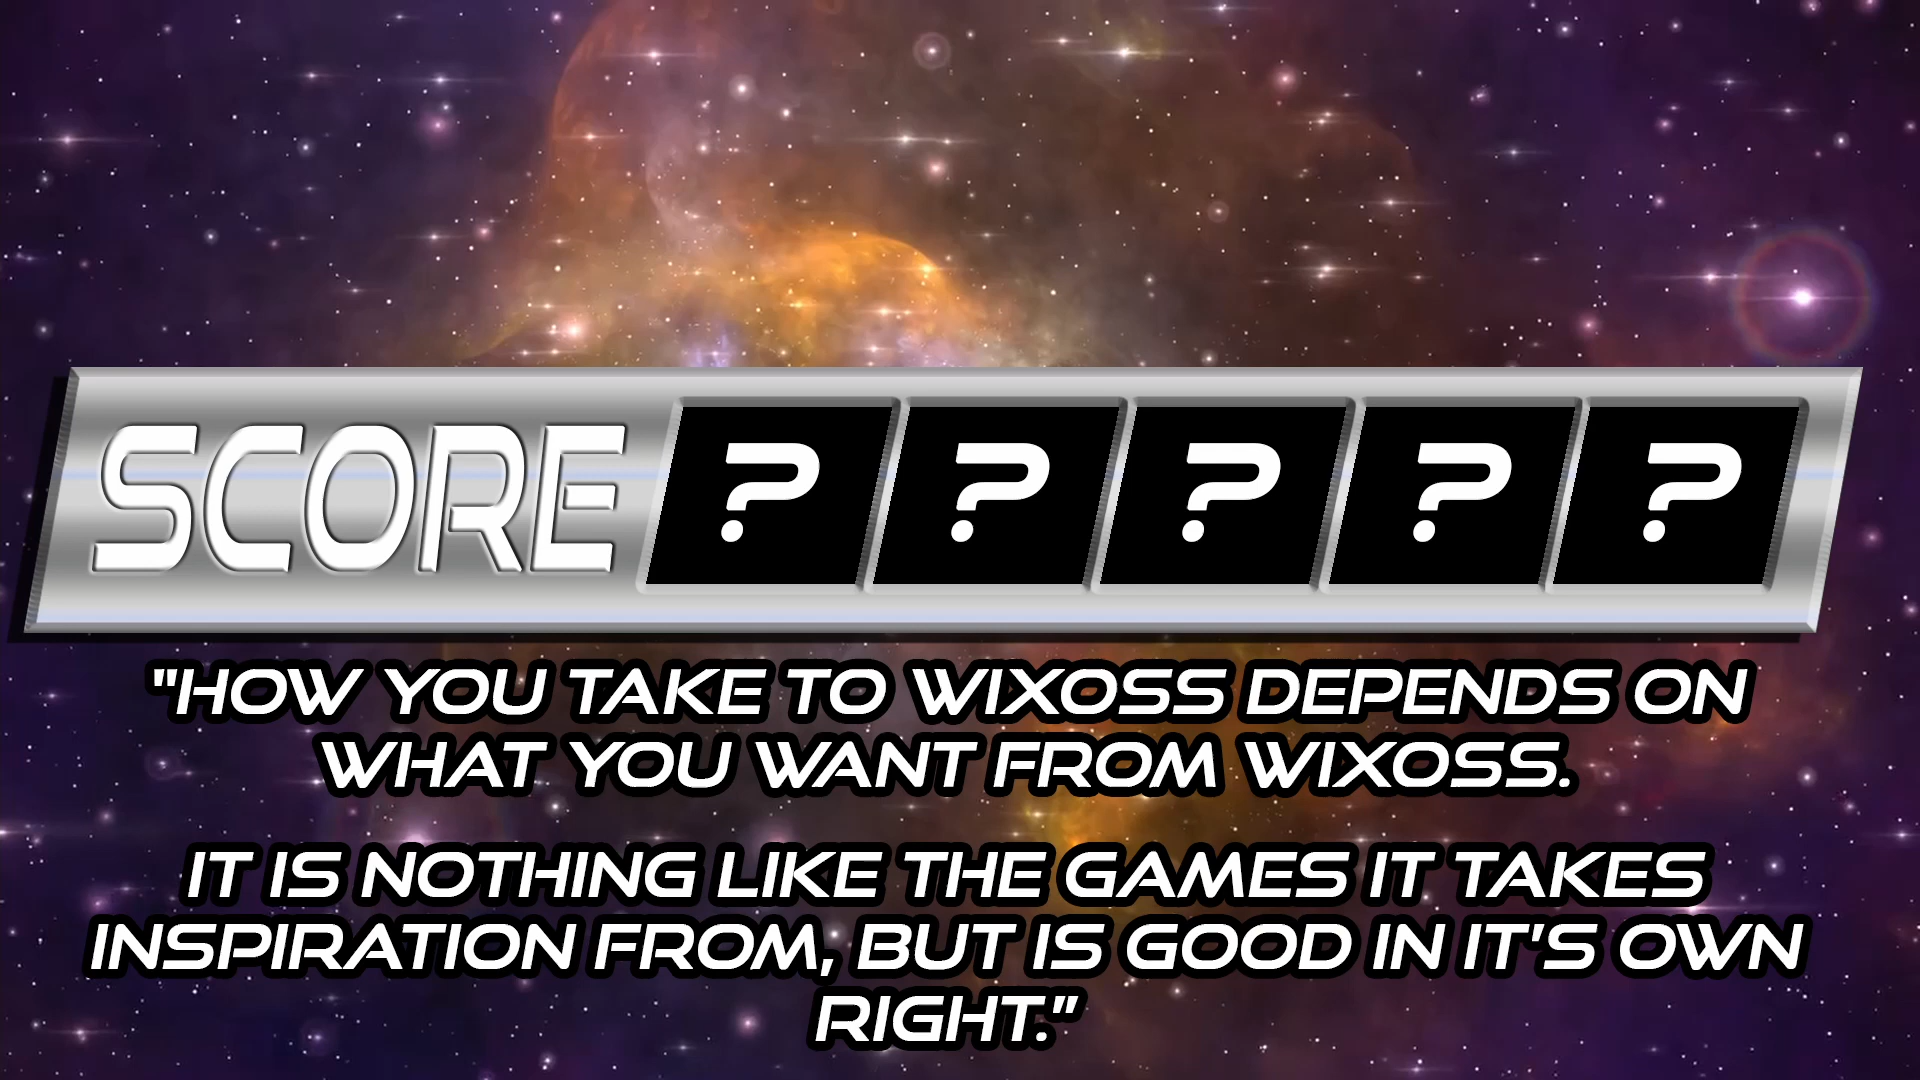 SCORE ? ? ? ? ?
"HOW YOU TAKE TO WIXOSS DEPENDS ON
WHAT YOU WANT FROM WIXOSS.
IT IS NOTHING LIKE THE GAMES IT TAKES
INSPIRATION FROM, BUT IS GOOD IN IT'S OWN
RIGHT."